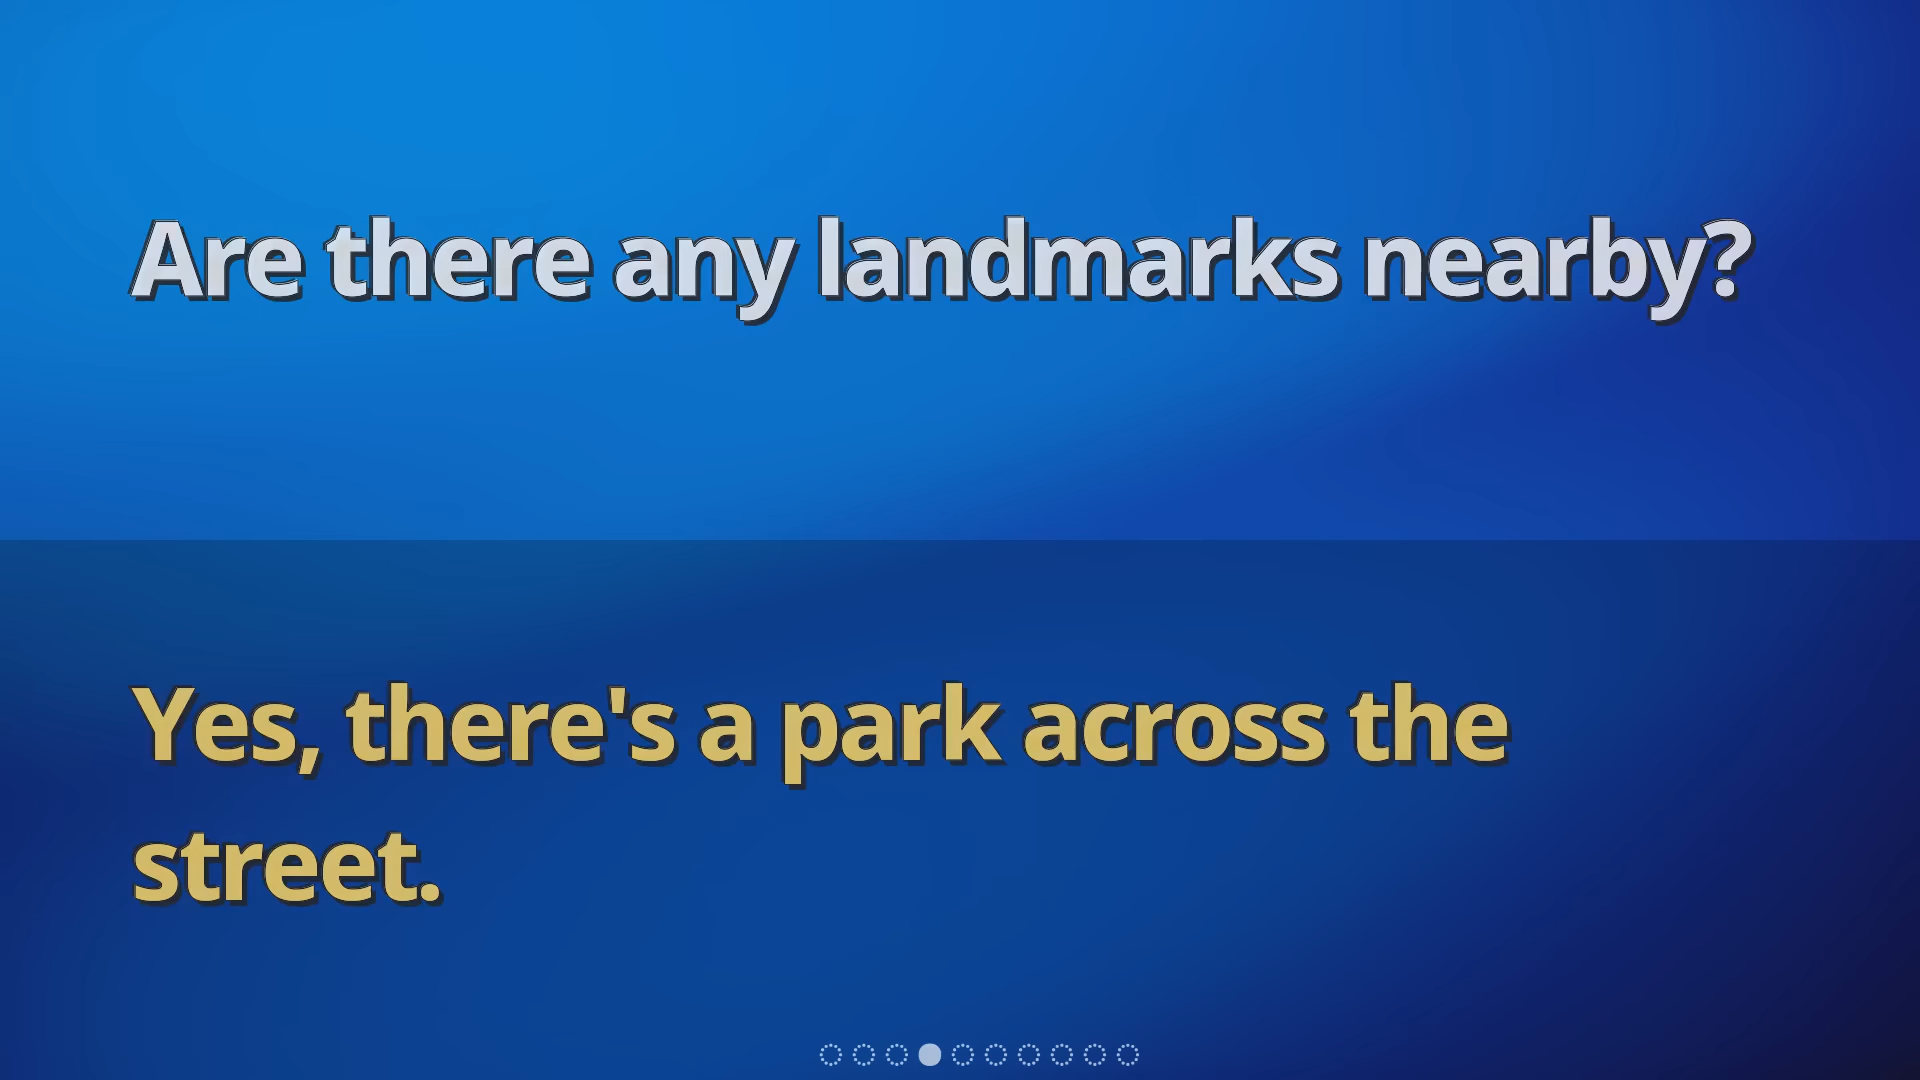 Are there any landmarks nearby?
Yes, there's a park across the
street.